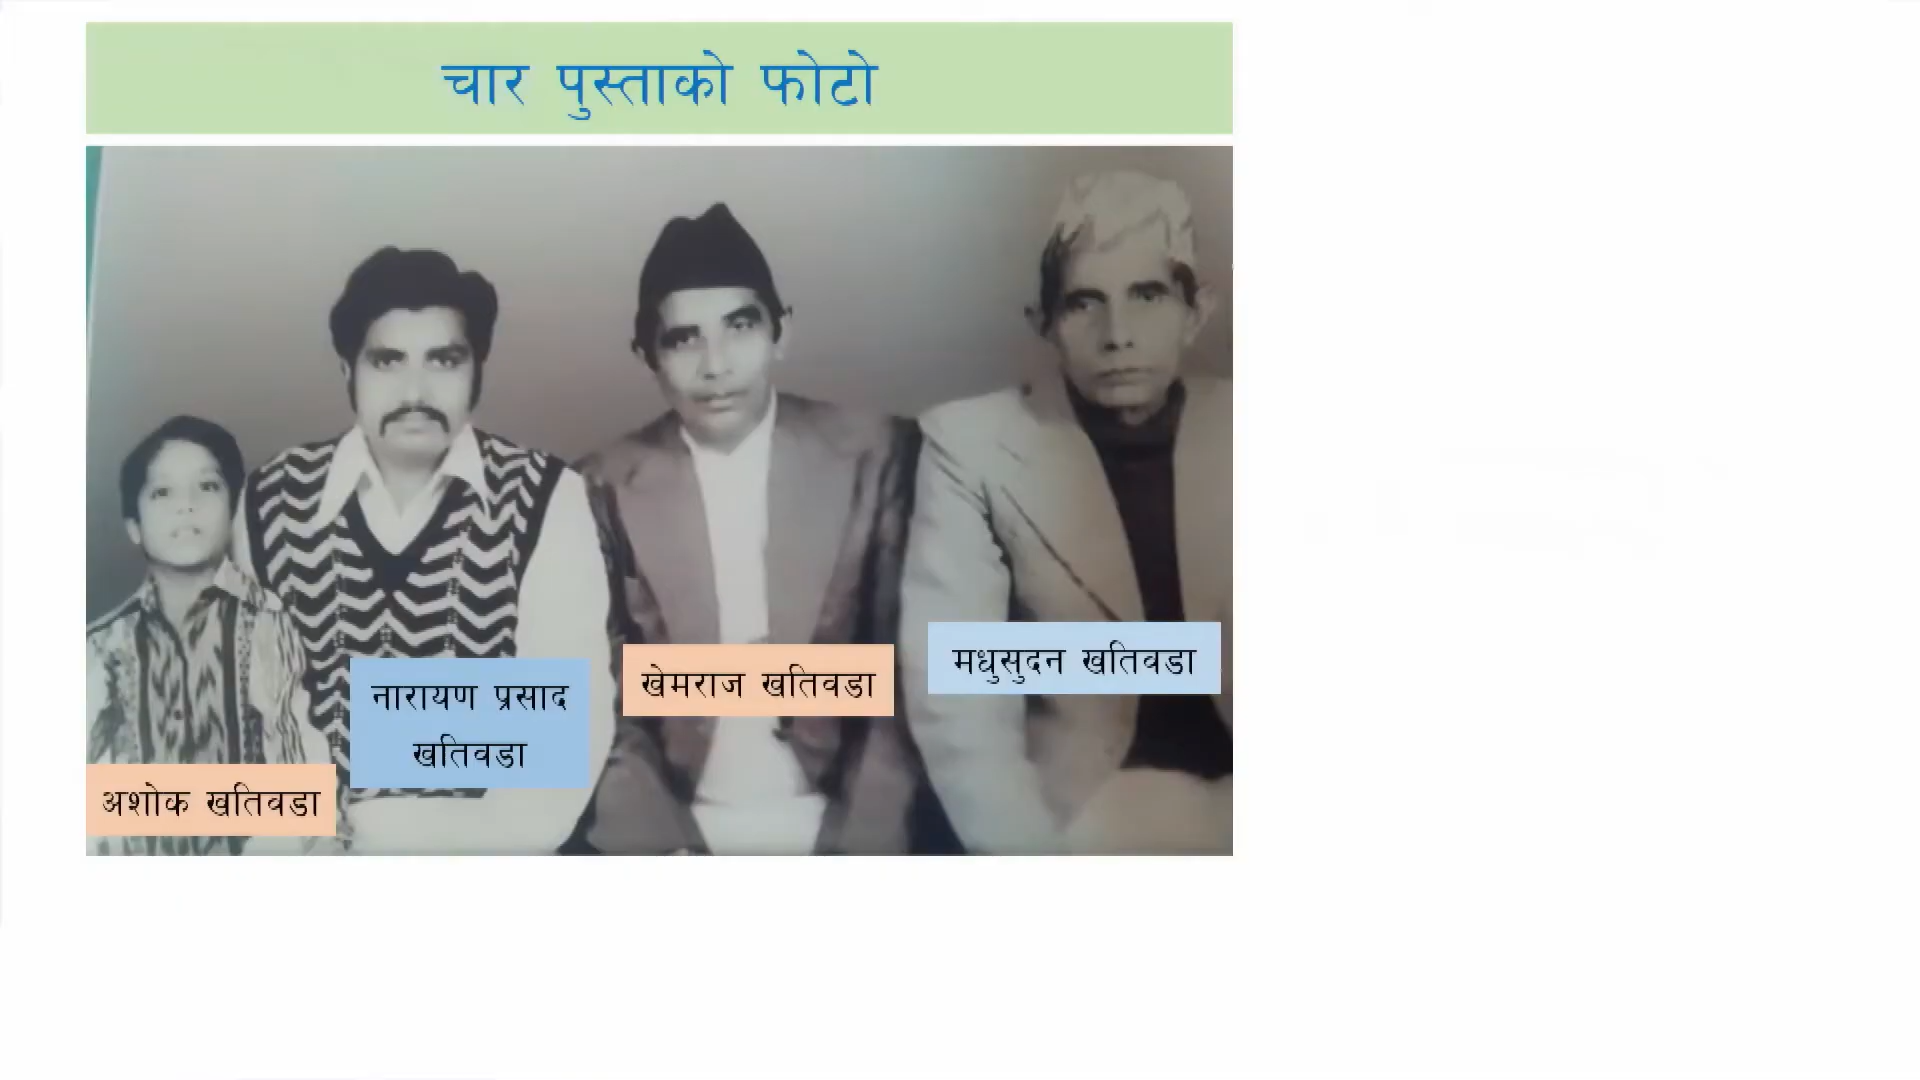 चार पुस्ताको फोटो
मधुसुदन खतिवडा
खेमराज खतिवडा
नारायण प्रसाद
खतिवडा
अशोक खतिवडा